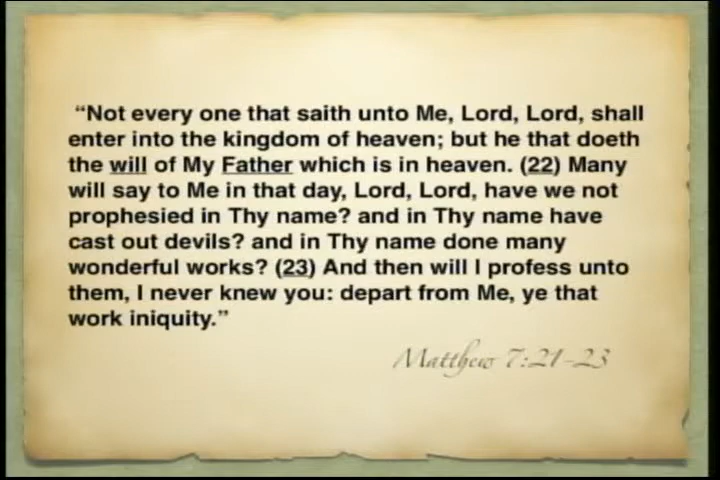 “Not every one that saith unto Me, Lord, Lord, shall
enter into the kingdom of heaven; but he that doeth
the will of My Father which is in heaven. (22) Many
will say to Me in that day, Lord, Lord, have we not
prophesied in Thy name? and in Thy name have
cast out devils? and in Thy name done many
wonderful works? (23) And then will I profess unto
them, I never knew you: depart from Me, ye that
work iniquity.”
Matthew 7:21-23